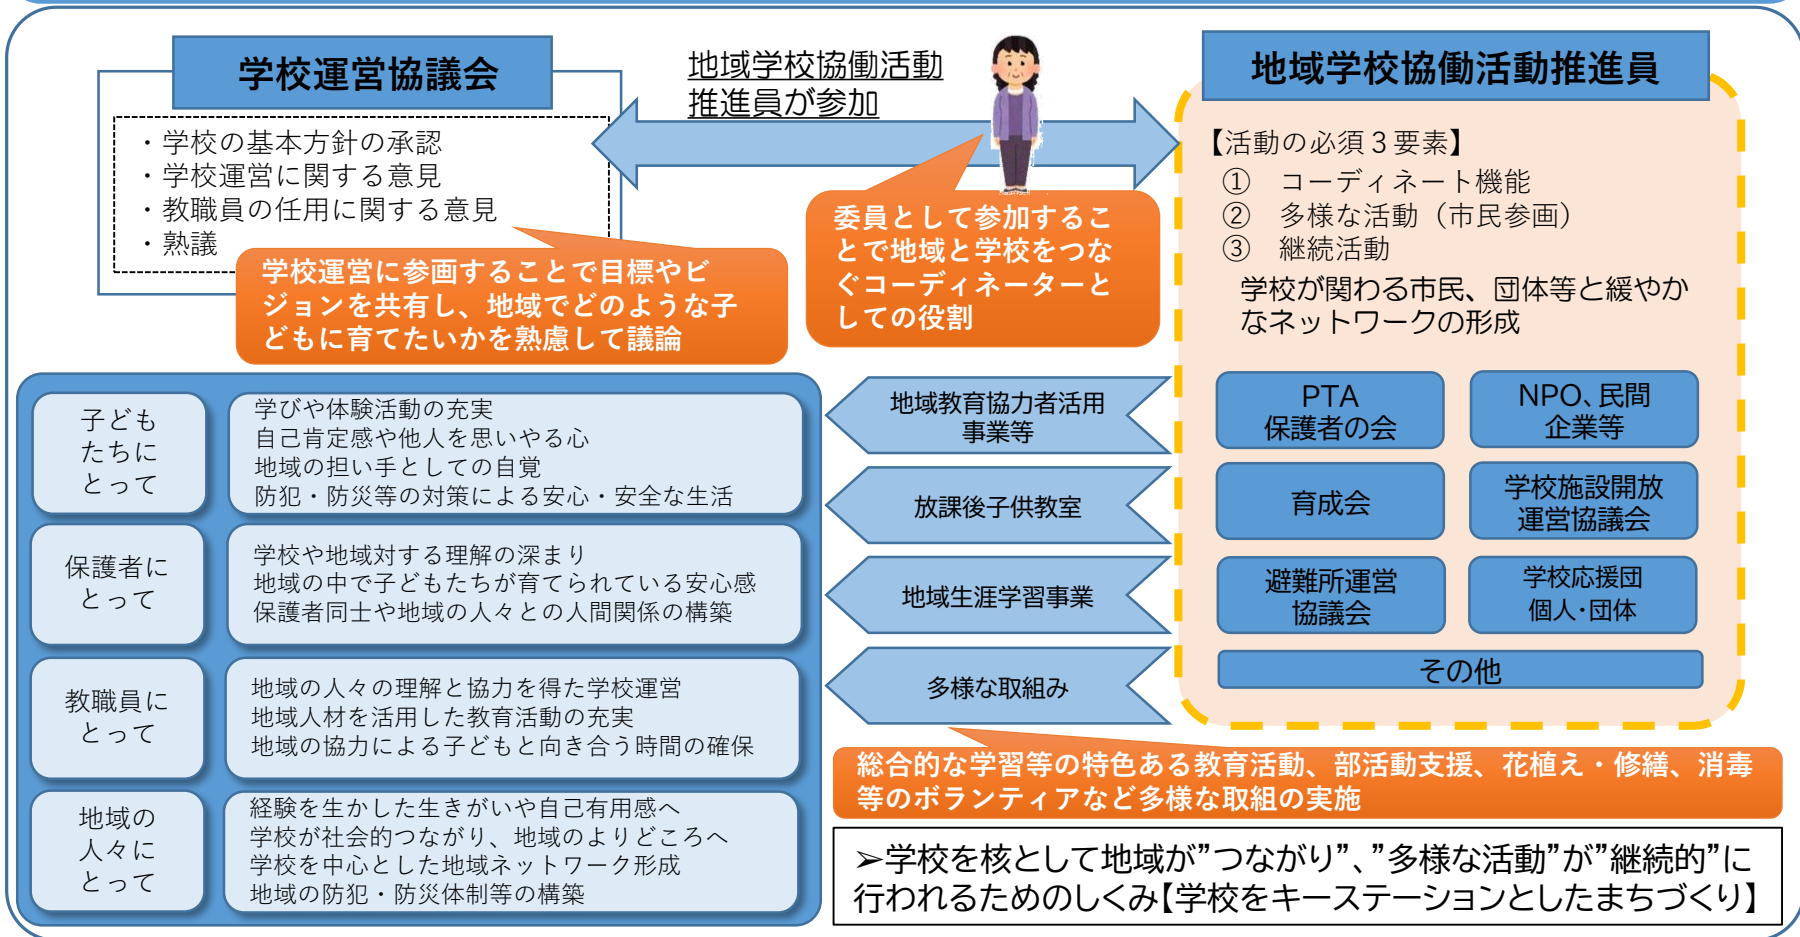 学校運営協議会
・学校の基本方針の承認
・学校運営に関する意見
・教職員の任用に関する意見
・熟議
学校運営に参画することで目標やビ
ジョンを共有し、地域でどのような子
どもに育てたいかを熟慮して議論
地域学校協働活動
推進員が参加
委員として参加するこ
とで地域と学校をつな
ぐコーディネーターと
しての役割
地域学校協働活動推進員
【活動の必須３要素】
① コーディネート機能
② 多様な活動（市民参画）
③ 継続活動
学校が関わる市民、団体等と緩やか
なネットワークの形成
PTA
保護者の会
NPO、民間
企業等
育成会
学校施設開放
運営協議会
避難所運営
協議会
学校応援団
個人・団体
その他
地域教育協力者活用
事業等
放課後子供教室
地域生涯学習事業
多様な取組み
子ども
たちに
とって
学びや体験活動の充実
自己肯定感や他人を思いやる心
地域の担い手としての自覚
防犯・防災等の対策による安心・安全な生活
保護者に
とって
学校や地域対する理解の深まり
地域の中で子どもたちが育てられている安心感
保護者同士や地域の人々との人間関係の構築
教職員に
とって
地域の人々の理解と協力を得た学校運営
地域人材を活用した教育活動の充実
地域の協力による子どもと向き合う時間の確保
地域の
人々に
とって
経験を生かした生きがいや自己有用感へ
学校が社会的つながり、地域のよりどころへ
学校を中心とした地域ネットワーク形成
地域の防犯・防災体制等の構築
総合的な学習等の特色ある教育活動、部活動支援、花植え・修繕、消毒
等のボランティアなど多様な取組の実施
➢学校を核として地域が”つながり”、”多様な活動”が”継続的”に
行われるためのしくみ【学校をキーステーションとしたまちづくり】